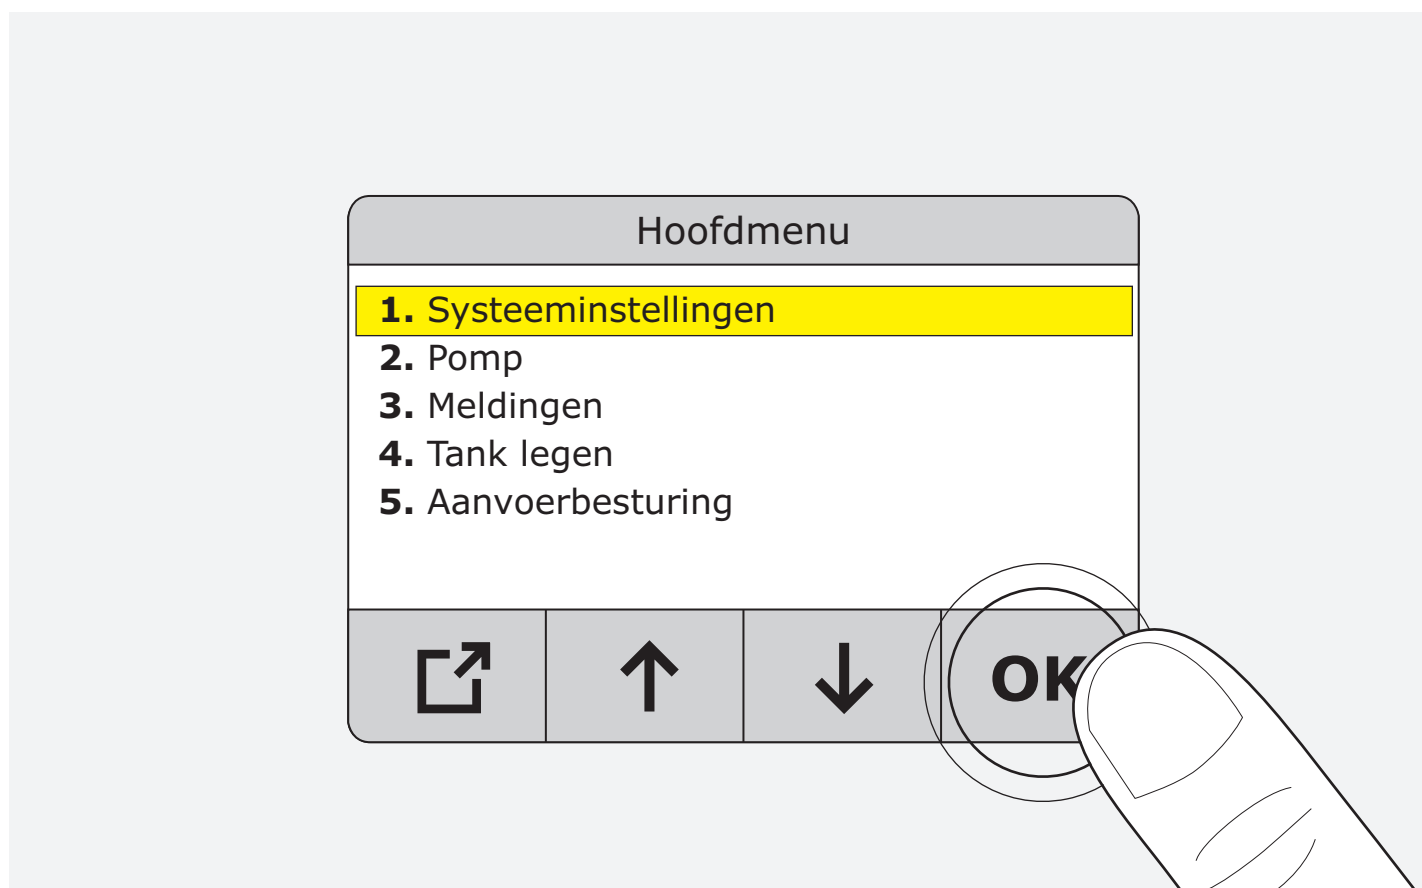 Hoofdmenu
1. Systeeminstellingen
2. Pomp
3. Meldingen
4. Tank legen
5. Aanvoerbesturing
OK